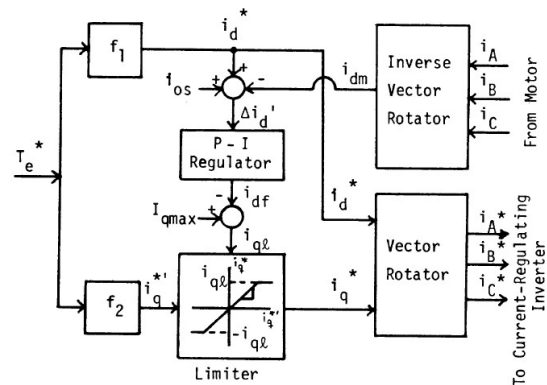 f1
id*
ios
+
+
-
idm
Inverse
Vector
Rotator
iA
iB
iC
From Motor
Δid'
P-I
Regulator
Te*
-
idf
Iqmax
+
iqℓ
id*
f2
iq*'
iqℓ
iq*
iq*'
-iqℓ
Limiter
iq*
Vector
Rotator
iA*
iB*
iC*
To Current-Regulating
Inverter